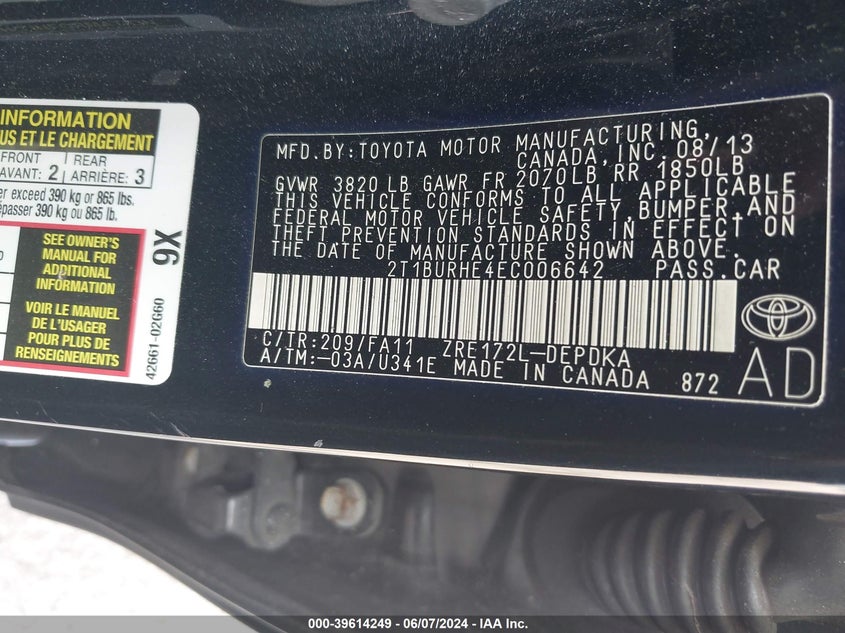 INFORMATION
US ET LE CHARGEMENT
FRONT
AVANT: 2
REAR
ARRIÈRE: 3
er exceed 390 kg or 865 lbs.
passer 390 kg ou 865 lb.
SEE OWNER'S
MANUAL FOR
ADDITIONAL
INFORMATION
VOIR LE MANUEL
DE L'USAGER
POUR PLUS DE
RENSEIGNEMENTS
9X
42661-02G60
MFD.BY:TOYOTA MOTOR MANUFACTURING,
CANADA,INC. 08/13
GVWR 3820 LB GAWR FR 2070LB,RR 1850LB
THIS VEHICLE CONFORMS TO ALL APPLICABLE
FEDERAL MOTOR VEHICLE SAFETY,BUMPER,AND
THEFT PREVENTION STANDARDS IN EFFECT ON
THE DATE OF MANUFACTURE SHOWN ABOVE.
2T1BURHE4EC006642 PASS.CAR
C/TR:209/FA11 ZRE172L-DEPDKA
A/TM:-03A/U341E MADE IN CANADA 872
AD
000-39614249 - 06/07/2024 - IAA Inc.